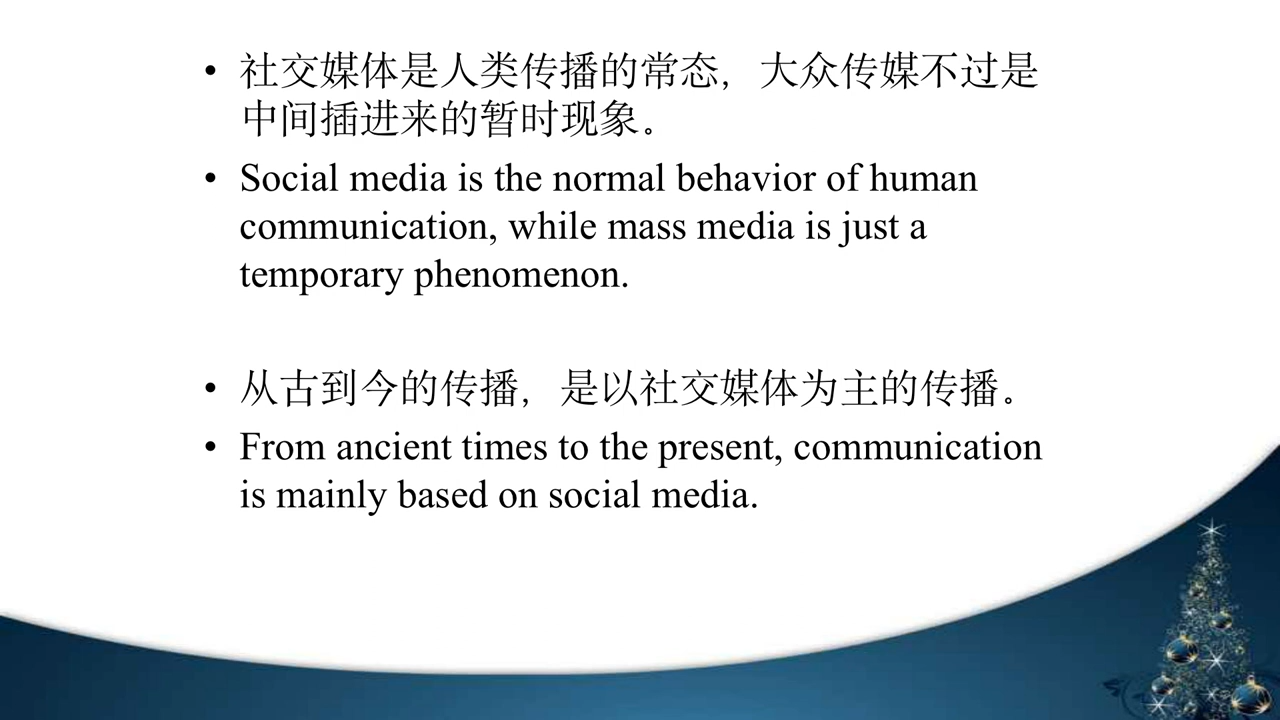 • 社交媒体是人类传播的常态，大众传媒不过是
中间插进来的暂时现象。
• Social media is the normal behavior of human
communication, while mass media is just a
temporary phenomenon.
• 从古到今的传播，是以社交媒体为主的传播。
• From ancient times to the present, communication
is mainly based on social media.